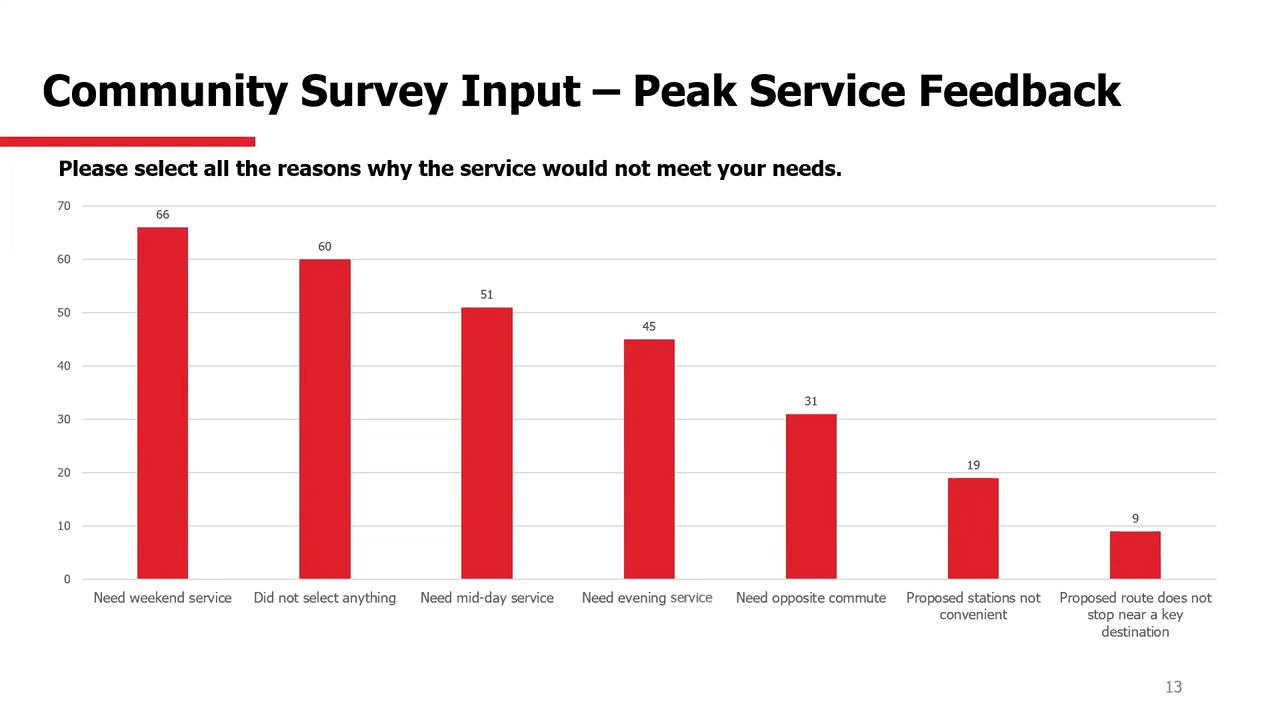 Community Survey Input – Peak Service Feedback
Please select all the reasons why the service would not meet your needs.
70
60
50
40
30
20
10
0
66
60
51
45
31
19
9
Need weekend service
Did not select anything
Need mid-day service
Need evening service
Need opposite commute
Proposed stations not
convenient
Proposed route does not
stop near a key
destination
13